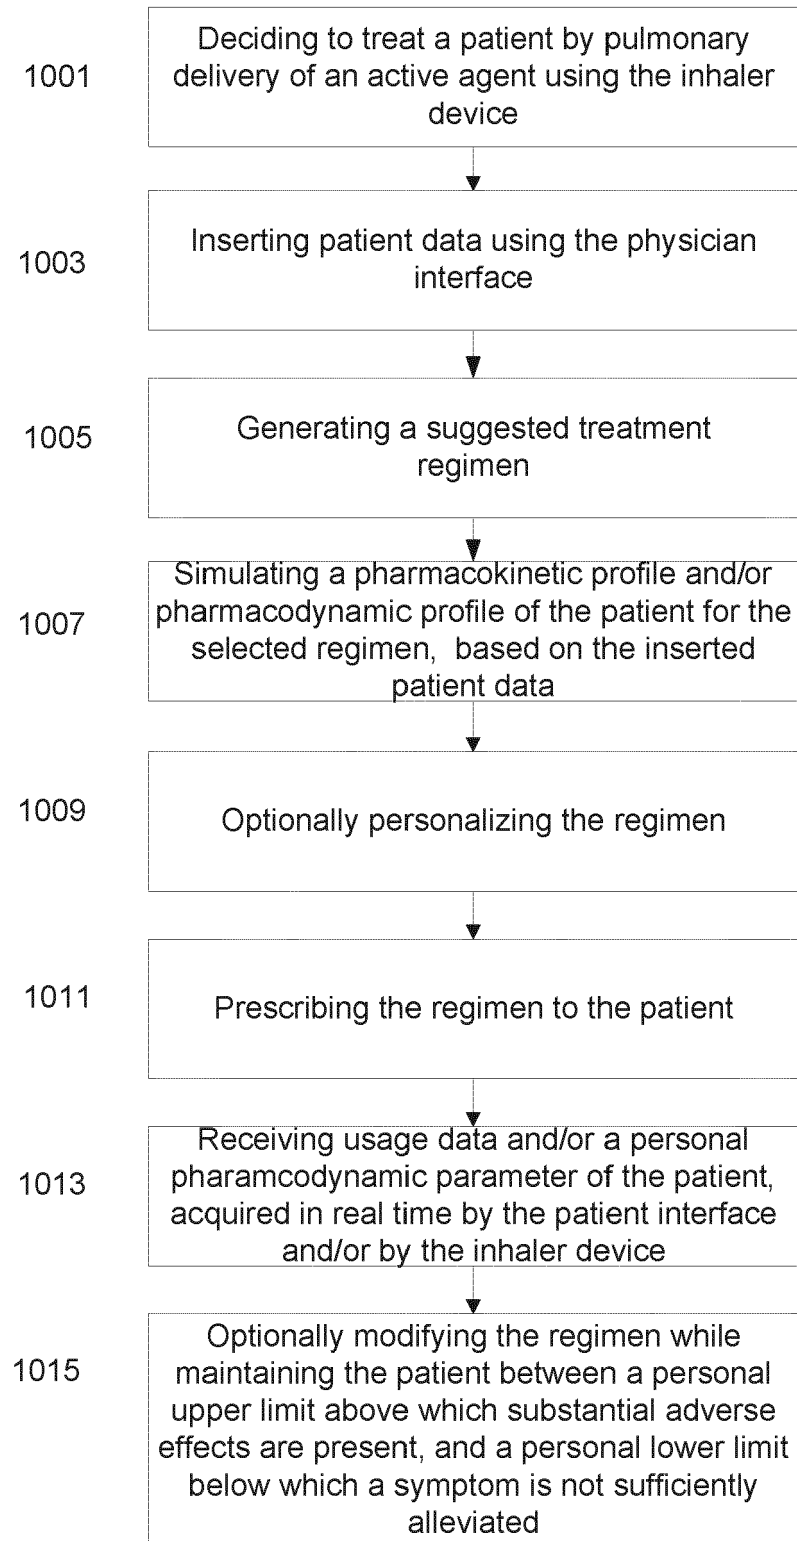 Deciding to treat a patient by pulmonary
1001
delivery of an active agent using the inhaler
device
Inserting patient data using the physician
1003
interface
1005
Generating a suggested treatment
regimen
Simulating a pharmacokinetic profile and/or
1007
pharmacodynamic profile of the patient for the
selected regimen, based on the inserted
patient data
1009
Optionally personalizing the regimen
1011
Prescribing the regimen to the patient
Receiving usage data and/or a personal
1013
pharamcodynamic parameter of the patient,
acquired in real time by the patient interface
and/or by the inhaler device
Optionally modifying the regimen while
1015
maintaining the patient between a personal
upper limit above which substantial adverse
effects are present, and a personal lower limit
below which a symptom is not sufficiently
alleviated